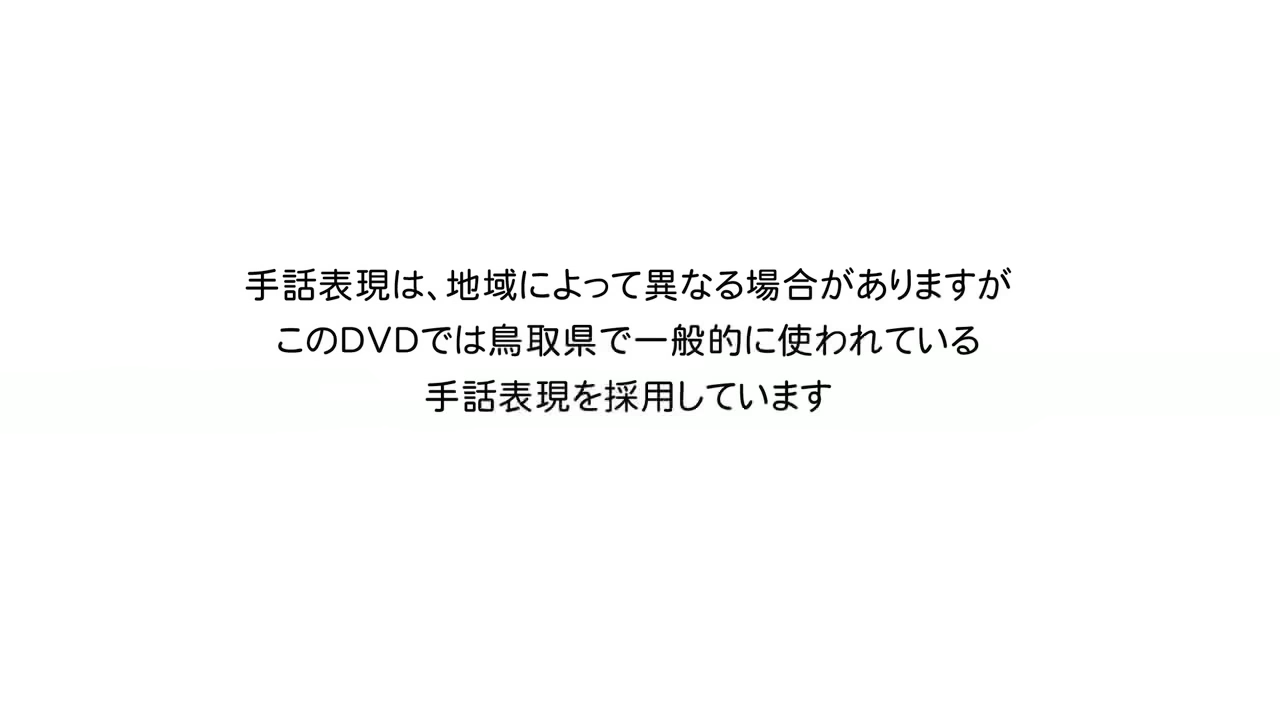 手話表現は、地域によって異なる場合がありますが
このDVDでは鳥取県で一般的に使われている
手話表現を採用しています